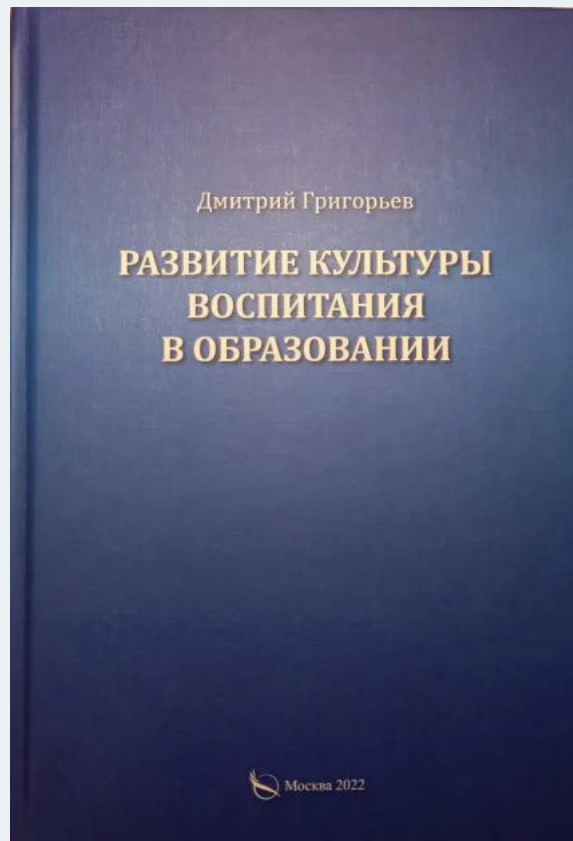 Дмитрий Григорьев
РАЗВИТИЕ КУЛЬТУРЫ
ВОСПИТАНИЯ
В ОБРАЗОВАНИИ
Москва 2022